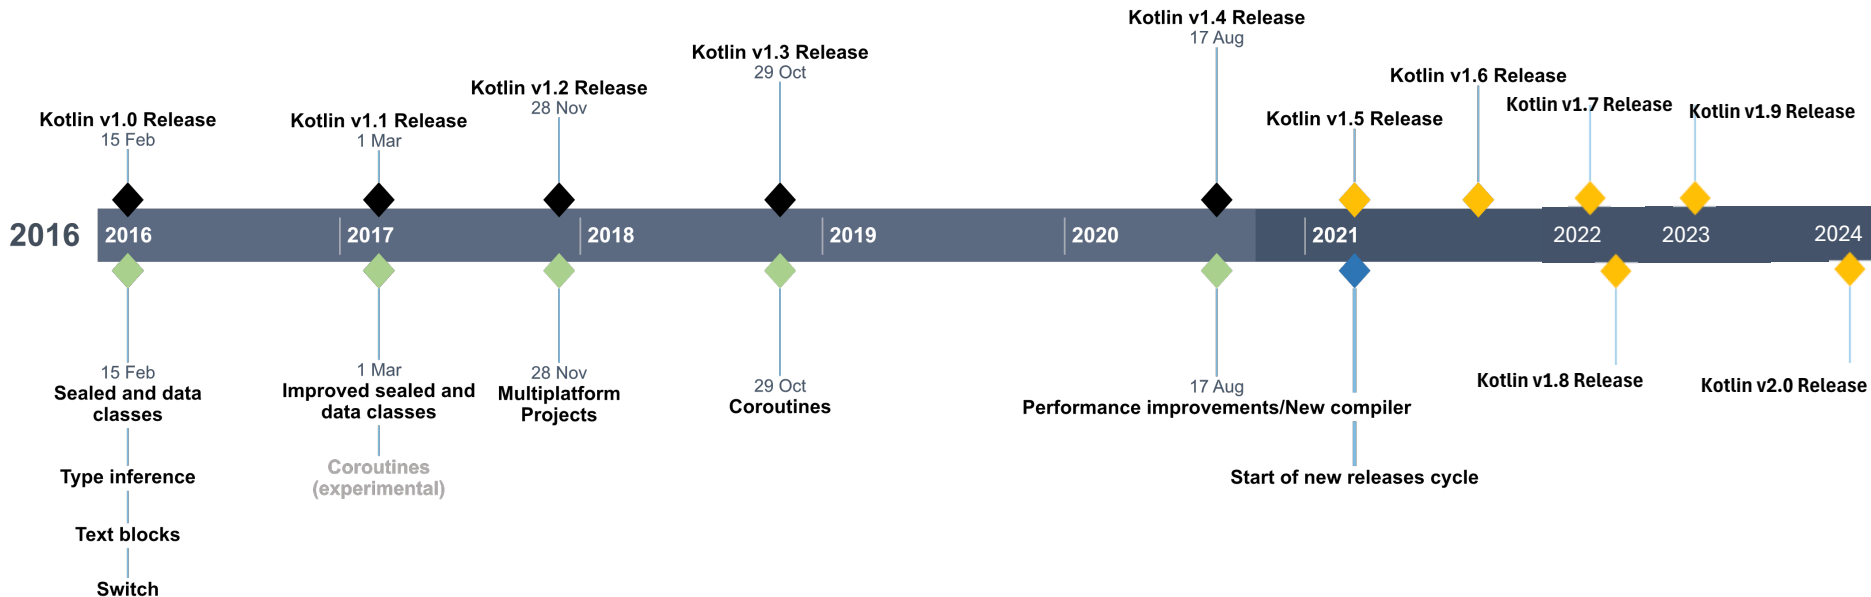 Kotlin v1.0 Release
15 Feb
Kotlin v1.1 Release
1 Mar
Kotlin v1.2 Release
28 Nov
Kotlin v1.3 Release
29 Oct
Kotlin v1.4 Release
17 Aug
Kotlin v1.5 Release
Kotlin v1.6 Release
Kotlin v1.7 Release
Kotlin v1.9 Release
2016
2016
2017
2018
2019
2020
2021
2022
2023
2024
15 Feb
Sealed and data
classes
Type inference
Text blocks
Switch
1 Mar
Improved sealed and
data classes
Coroutines
(experimental)
28 Nov
Multiplatform
Projects
29 Oct
Coroutines
17 Aug
Performance improvements/New compiler
Start of new releases cycle
Kotlin v1.8 Release
Kotlin v2.0 Release